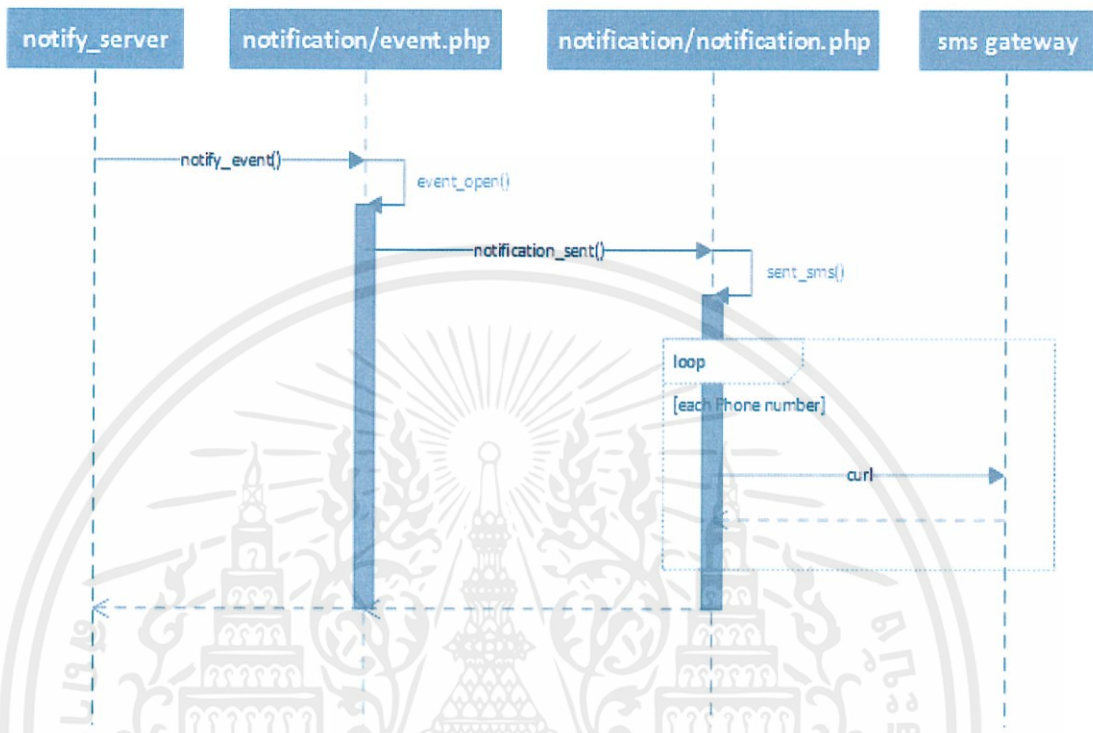 notify_server
notification/event.php
notification/notification.php
sms gateway
notify_event()
event_open()
notification_sent()
sent_sms()
loop
[each Phone number]
curl